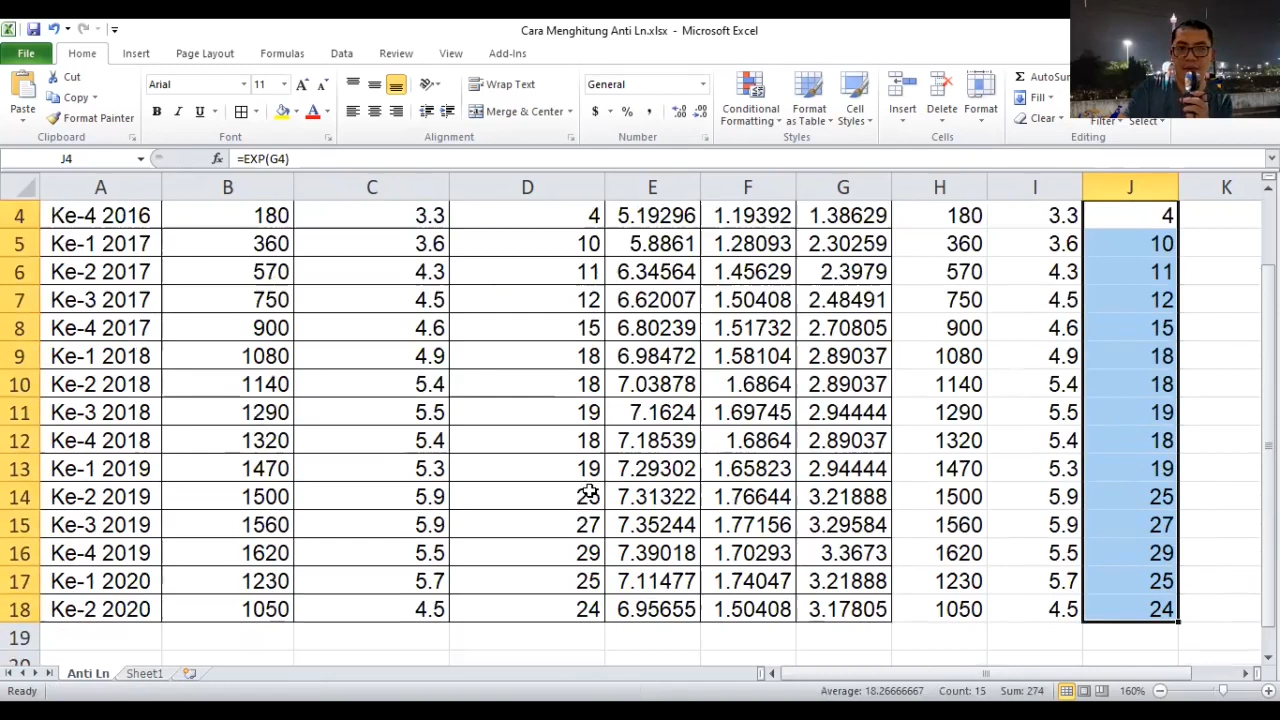 Cara Menghitung Anti Ln.xlsx - Microsoft Excel
File Home Insert Page Layout Formulas Data Review View Add-Ins
Paste Cut Copy Format Painter Clipboard
Arial 11 Font
Wrap Text Merge & Center Alignment
General Number
Conditional Formatting Format as Table Cell Styles Styles
Insert Delete Format Cells
AutoSum Fill Clear Filter Select Editing
J4 fx =EXP(G4)
A B C D E F G H I J K
4 Ke-4 2016 180 3.3 4 5.19296 1.19392 1.38629 180 3.3 4
5 Ke-1 2017 360 3.6 10 5.8861 1.28093 2.30259 360 3.6 10
6 Ke-2 2017 570 4.3 11 6.34564 1.45629 2.3979 570 4.3 11
7 Ke-3 2017 750 4.5 12 6.62007 1.50408 2.48491 750 4.5 12
8 Ke-4 2017 900 4.6 15 6.80239 1.51732 2.70805 900 4.6 15
9 Ke-1 2018 1080 4.9 18 6.98472 1.58104 2.89037 1080 4.9 18
10 Ke-2 2018 1140 5.4 18 7.03878 1.6864 2.89037 1140 5.4 18
11 Ke-3 2018 1290 5.5 19 7.1624 1.69745 2.94444 1290 5.5 19
12 Ke-4 2018 1320 5.4 18 7.18539 1.6864 2.89037 1320 5.4 18
13 Ke-1 2019 1470 5.3 19 7.29302 1.65823 2.94444 1470 5.3 19
14 Ke-2 2019 1500 5.9 25 7.31322 1.76644 3.21888 1500 5.9 25
15 Ke-3 2019 1560 5.9 27 7.35244 1.77156 3.29584 1560 5.9 27
16 Ke-4 2019 1620 5.5 29 7.39018 1.70293 3.3673 1620 5.5 29
17 Ke-1 2020 1230 5.7 25 7.11477 1.74047 3.21888 1230 5.7 25
18 Ke-2 2020 1050 4.5 24 6.95655 1.50408 3.17805 1050 4.5 24
19
Anti Ln Sheet1
Ready Average: 18.26666667 Count: 15 Sum: 274 160%